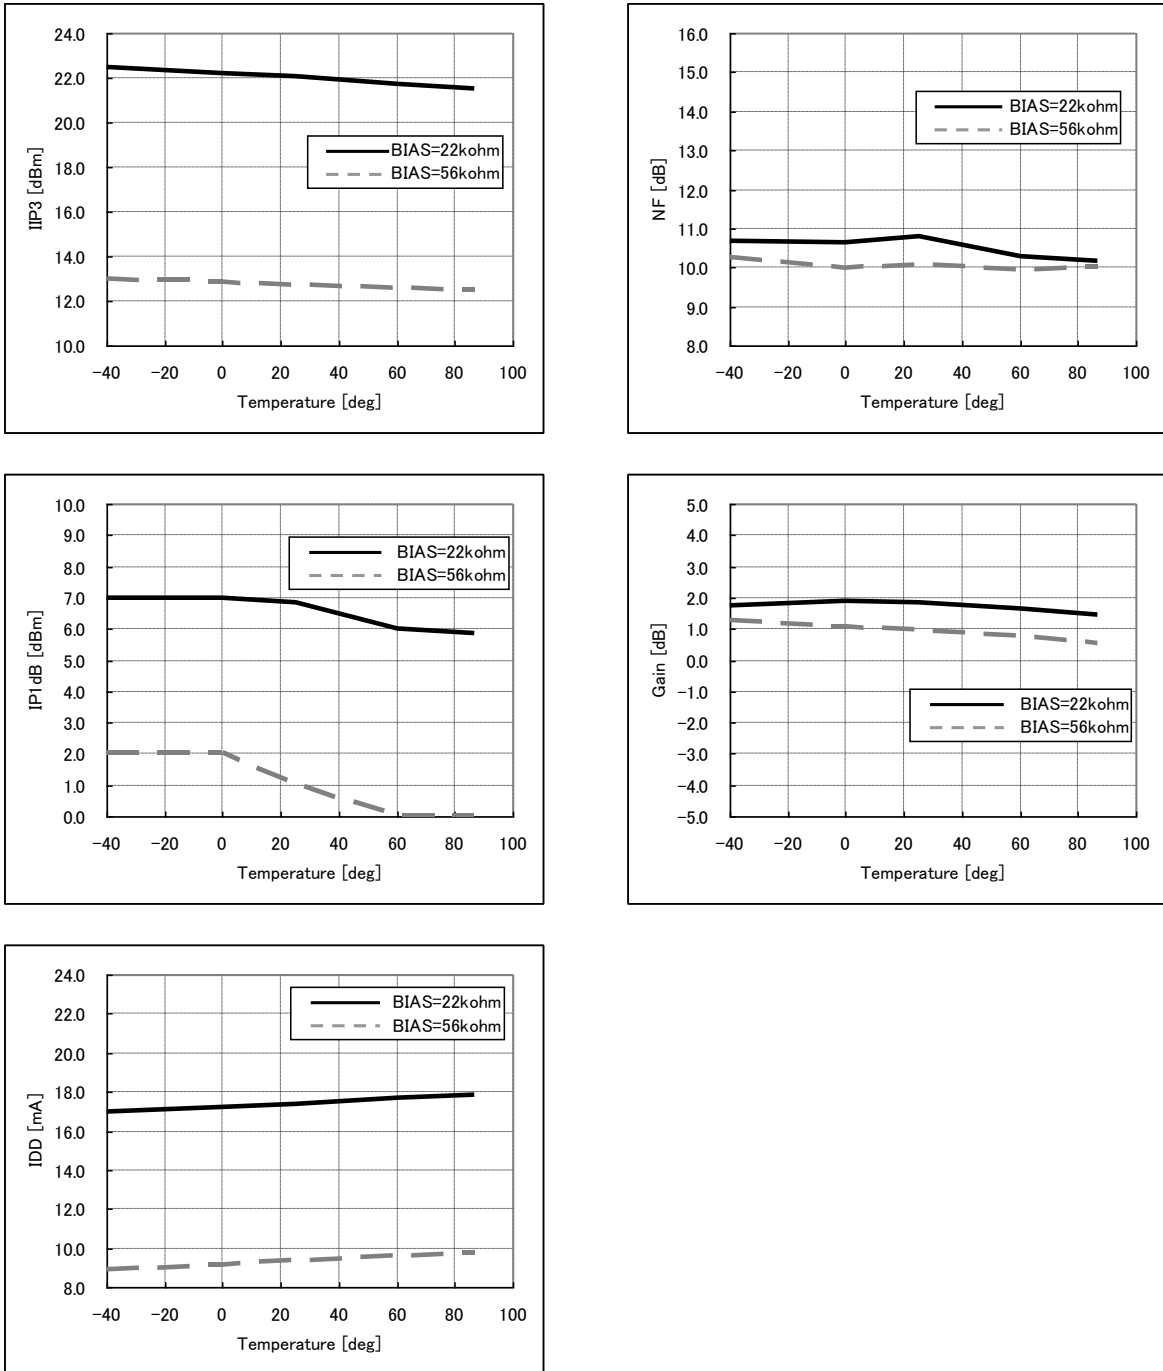 24.0
22.0
20.0
18.0
16.0
14.0
12.0
10.0
IIP3 [dBm]
BIAS=22kohm
BIAS=56kohm
-40 -20 0 20 40 60 80 100
Temperature [deg]
16.0
15.0
14.0
13.0
12.0
11.0
10.0
9.0
8.0
NF [dB]
BIAS=22kohm
BIAS=56kohm
-40 -20 0 20 40 60 80 100
Temperature [deg]
10.0
9.0
8.0
7.0
6.0
5.0
4.0
3.0
2.0
1.0
0.0
IP1dB [dBm]
BIAS=22kohm
BIAS=56kohm
-40 -20 0 20 40 60 80 100
Temperature [deg]
5.0
4.0
3.0
2.0
1.0
0.0
-1.0
-2.0
-3.0
-4.0
-5.0
Gain [dB]
BIAS=22kohm
BIAS=56kohm
-40 -20 0 20 40 60 80 100
Temperature [deg]
24.0
22.0
20.0
18.0
16.0
14.0
12.0
10.0
8.0
IDD [mA]
BIAS=22kohm
BIAS=56kohm
-40 -20 0 20 40 60 80 100
Temperature [deg]